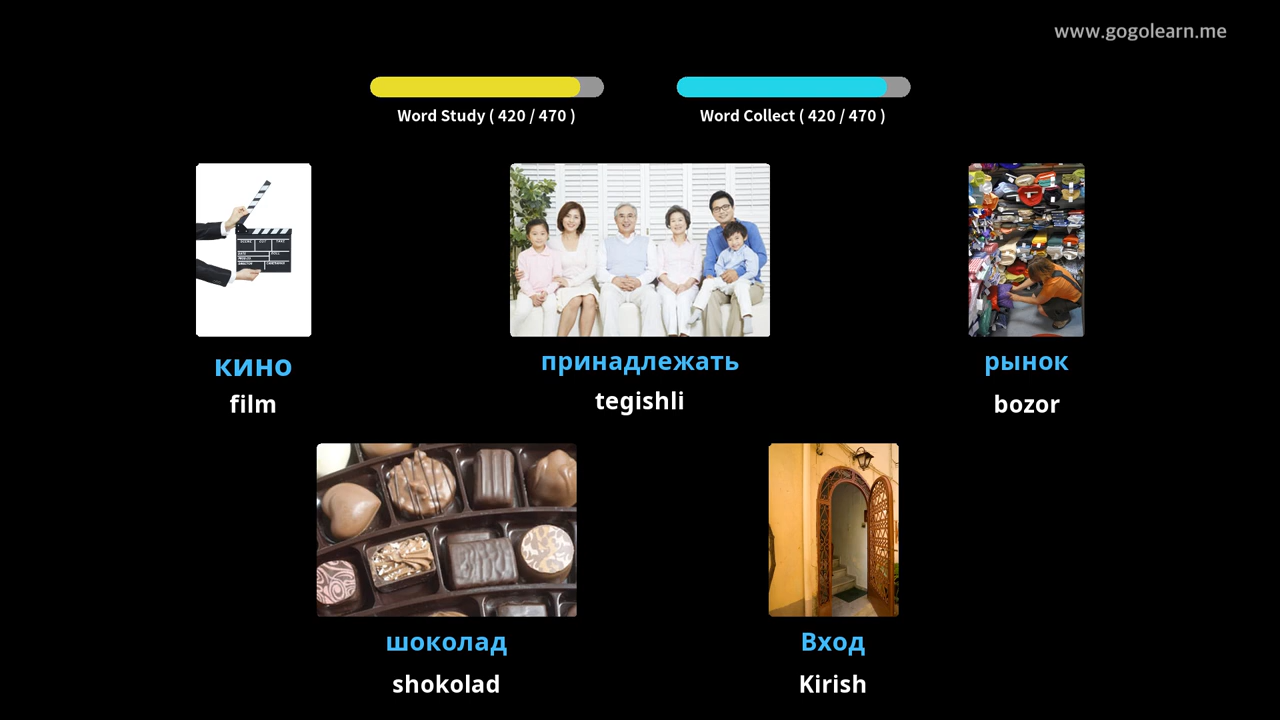 www.gogolearn.me
Word Study ( 420 / 470 )
Word Collect ( 420 / 470 )
кино
film
принадлежать
tegishli
рынок
bozor
шоколад
shokolad
Вход
Kirish